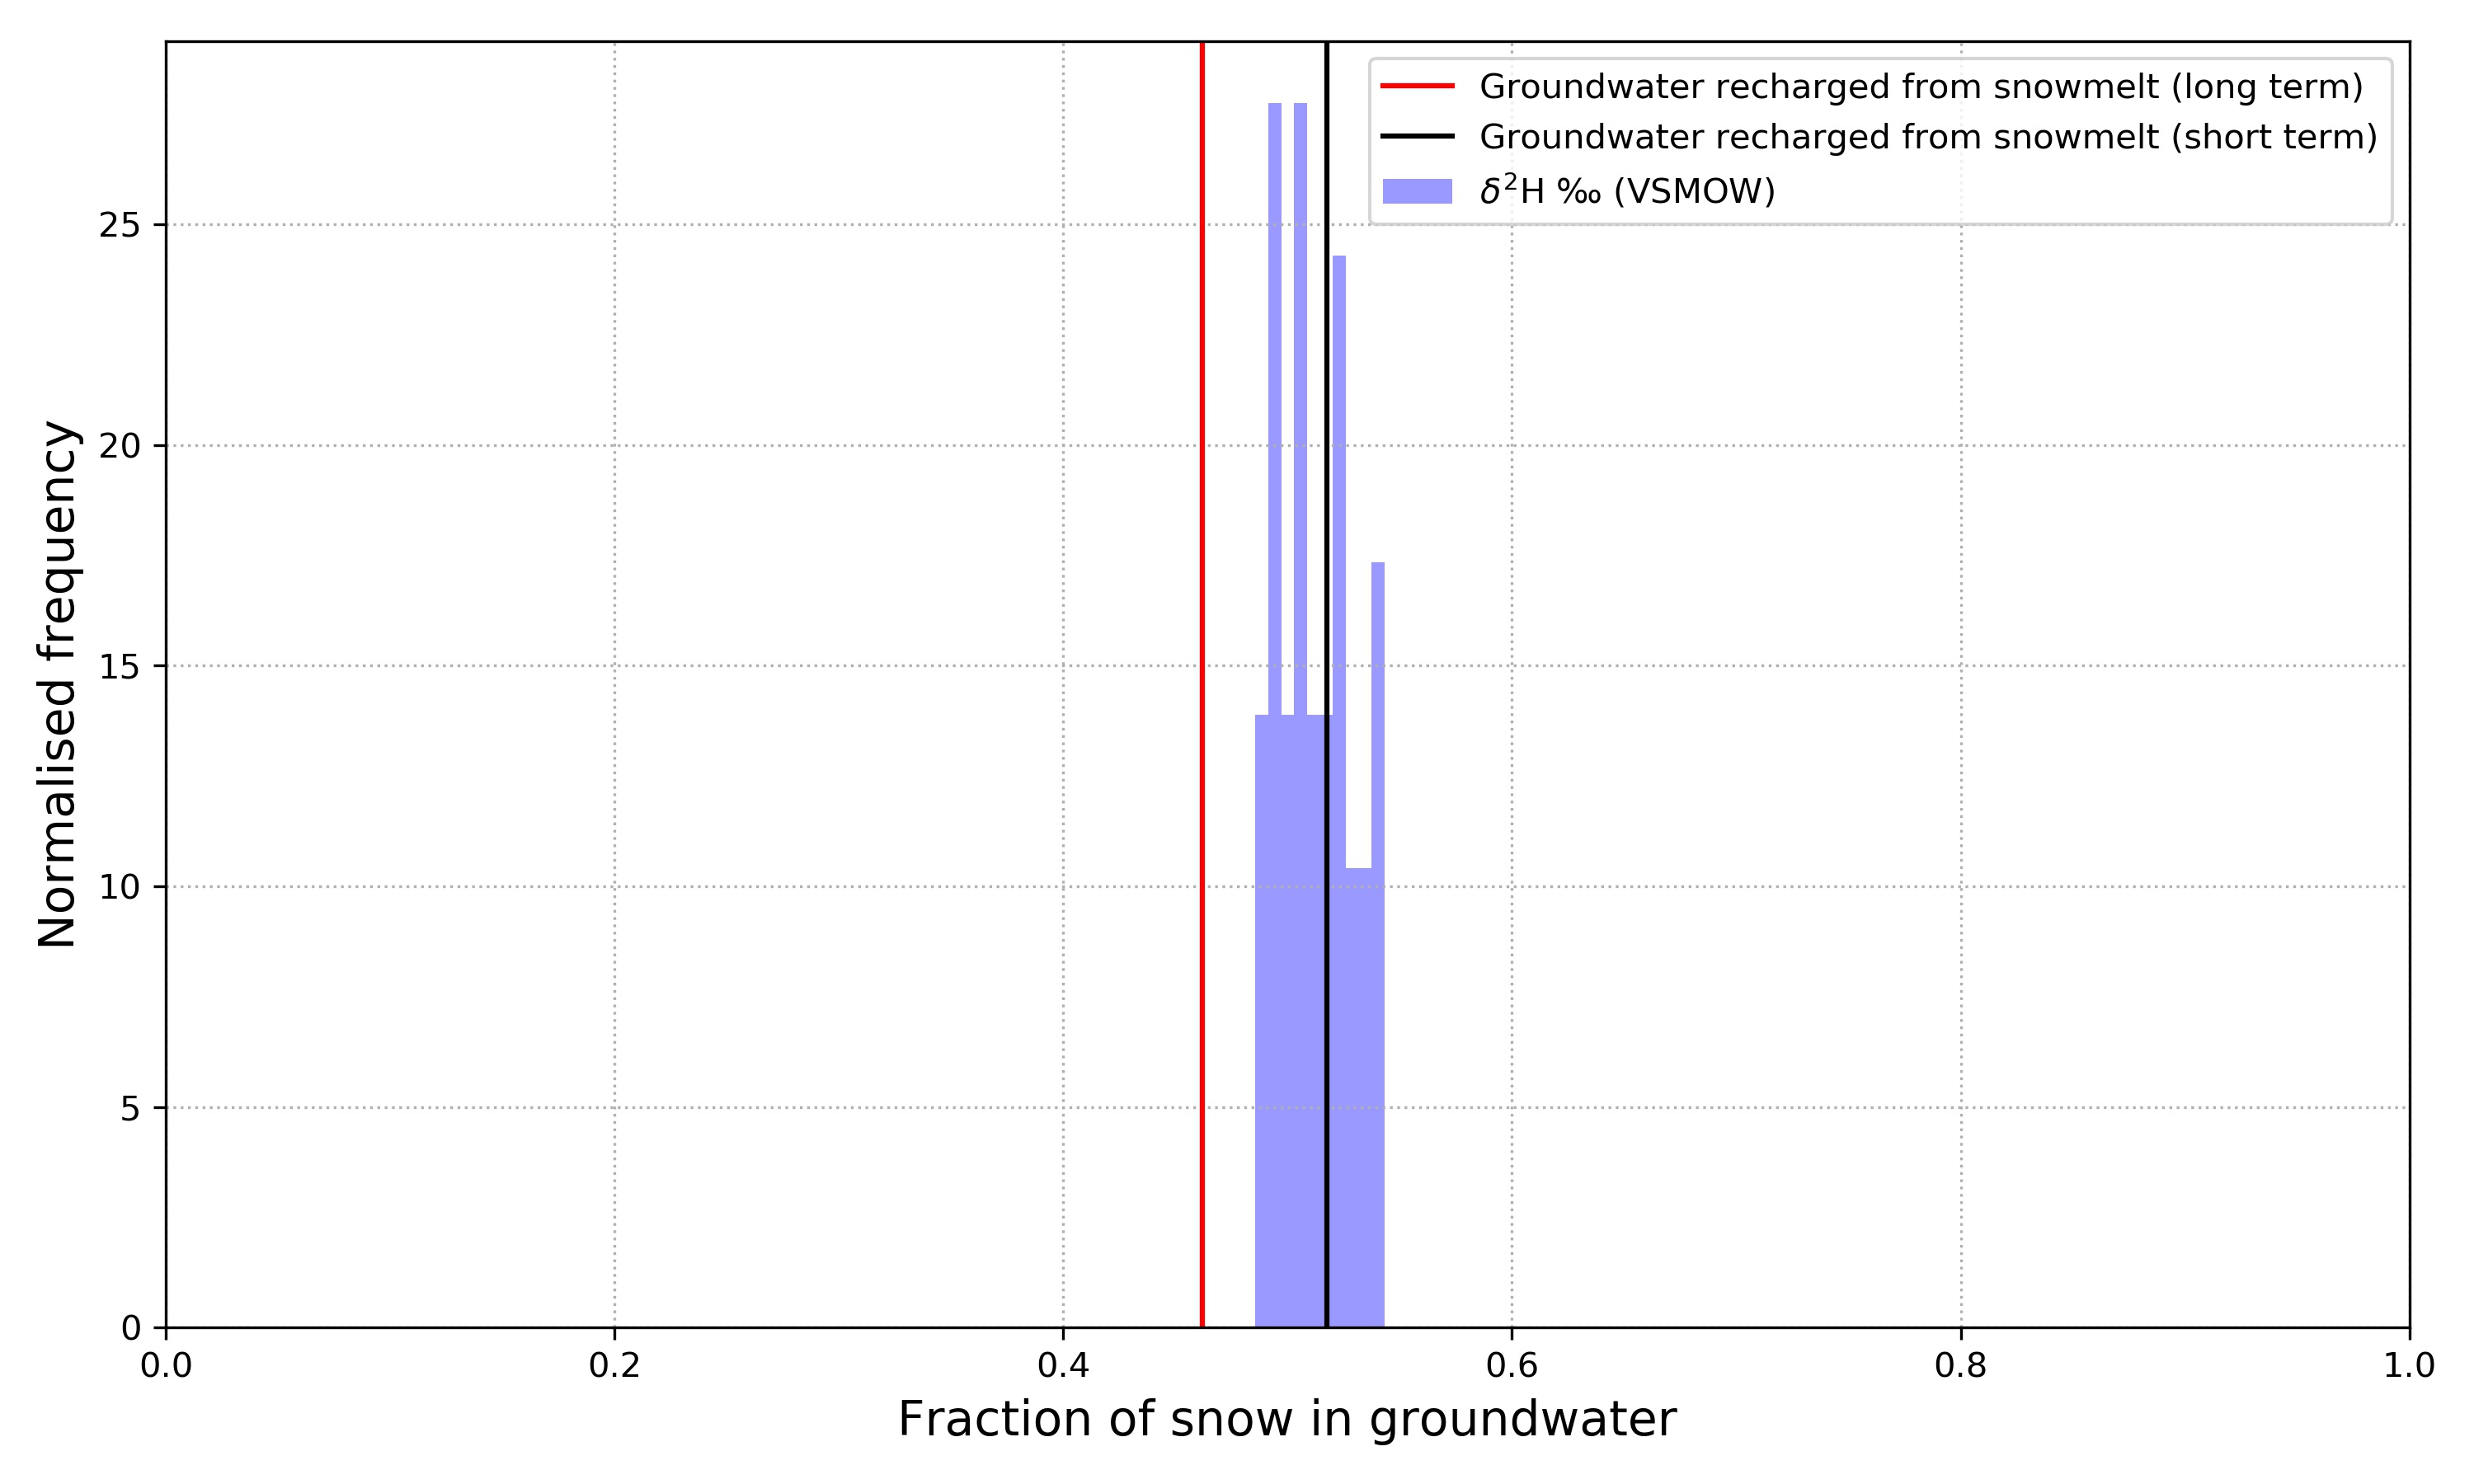 Groundwater recharged from snowmelt (long term)
Groundwater recharged from snowmelt (short term)
δ²H ‰ (VSMOW)
Normalised frequency
25
20
15
10
5
0
0.0 0.2 0.4 0.6 0.8 1.0
Fraction of snow in groundwater